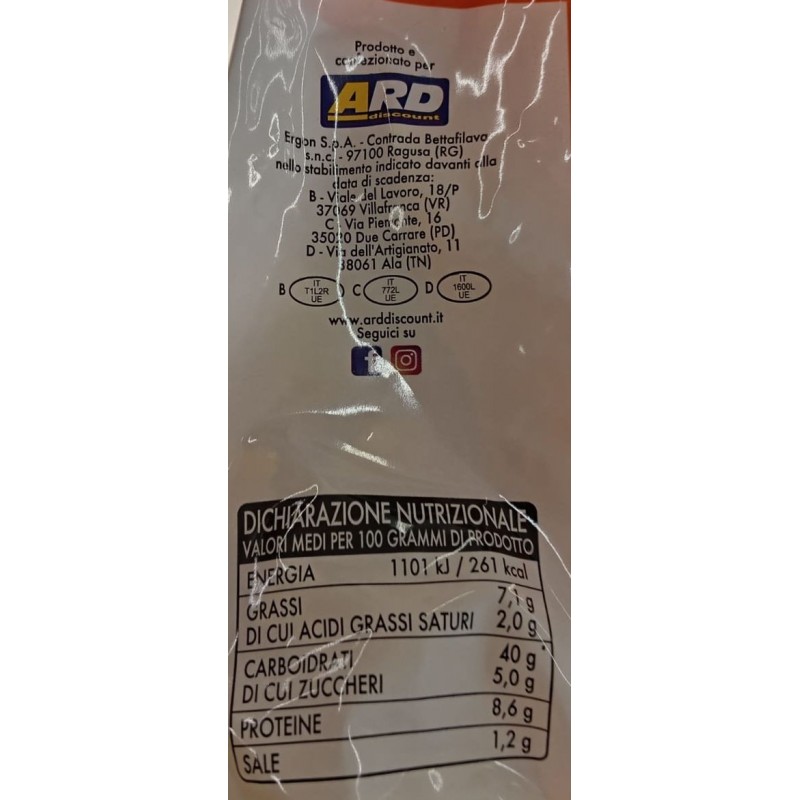 Prodotto e
confezionato per
ARD
discount
Ergon S.p.A. - Contrada Bettafilava
s.n.c. - 97100 Ragusa (RG)
nello stabilimento indicato davanti alla
data di scadenza:
B - Viale del Lavoro, 18/P
37069 Villafranca (VR)
C - Via Piemonte, 16
35020 Due Carrare (PD)
D - Via dell'Artigianato, 11
38061 Ala (TN)
B IT T1L2R UE C IT 772L UE D IT 1600L UE
www.arddiscount.it
Seguici su
f
DICHIARAZIONE NUTRIZIONALE
VALORI MEDI PER 100 GRAMMI DI PRODOTTO
ENERGIA 1101 kJ / 261 kcal
GRASSI 7,1 g
DI CUI ACIDI GRASSI SATURI 2,0 g
CARBOIDRATI 40 g
DI CUI ZUCCHERI 5,0 g
PROTEINE 8,6 g
SALE 1,2 g